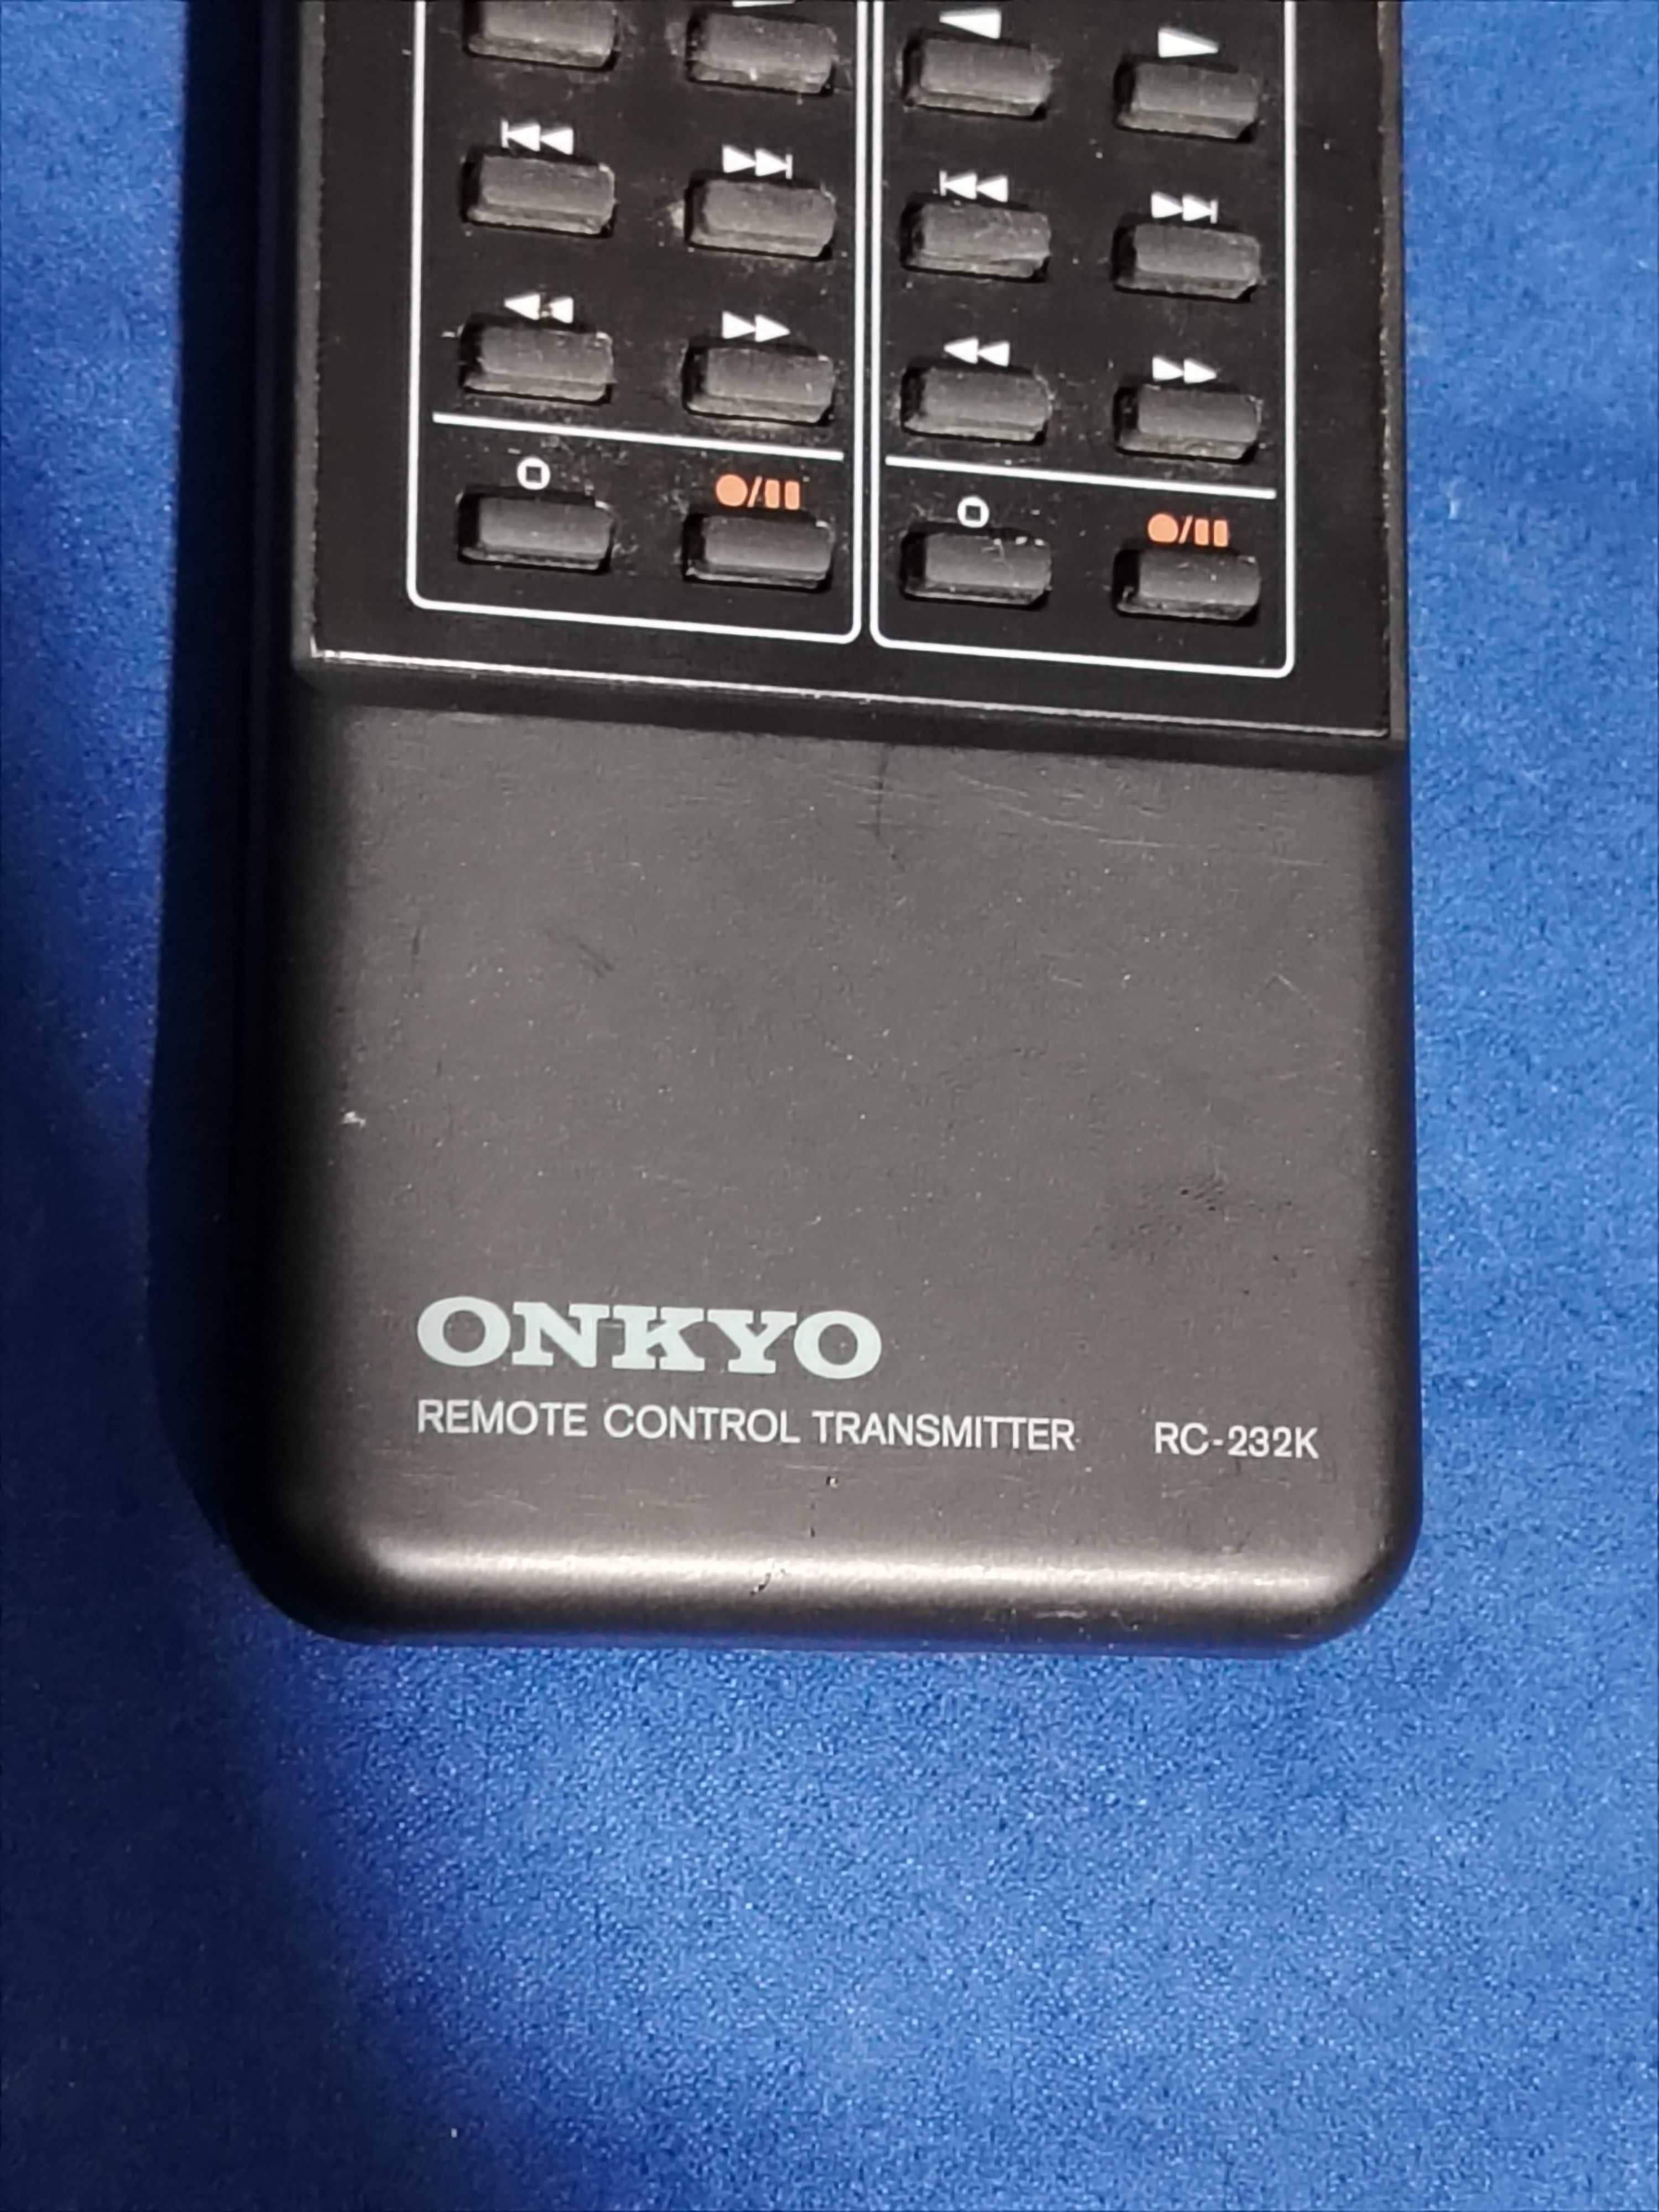 ONKYO
REMOTE CONTROL TRANSMITTER RC-232K